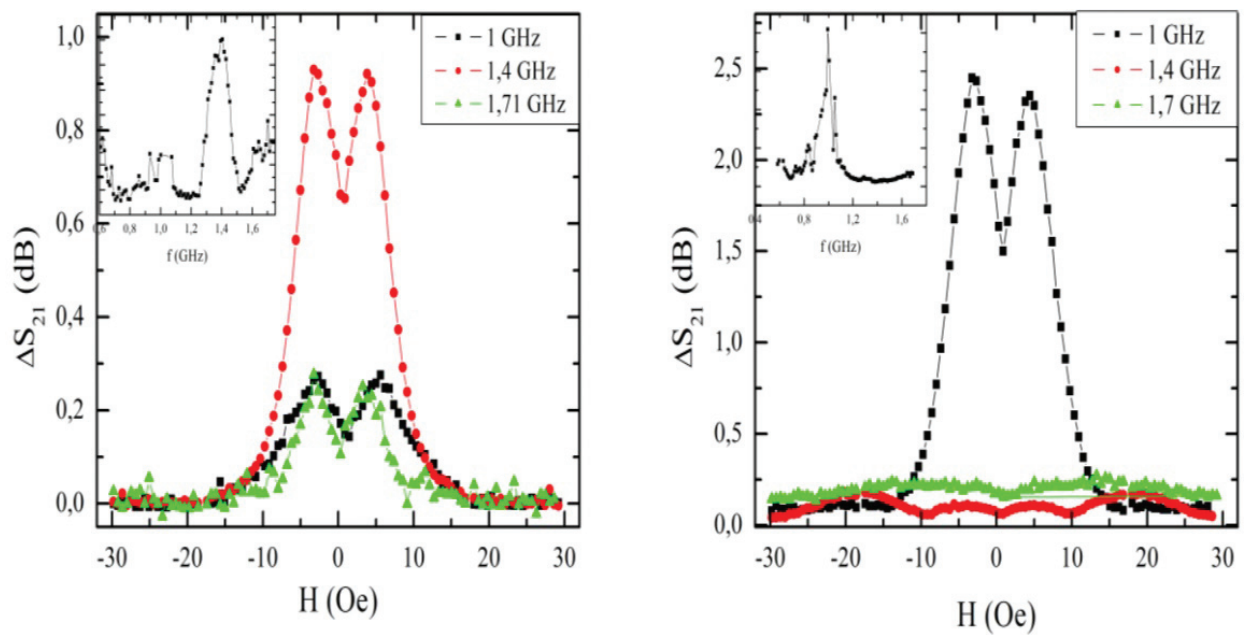 1,0
0,8
0,6
0,4
0,2
0,0
ΔS21 (dB)
-30 -20 -10 0 10 20 30
H (Oe)
1 GHz
1,4 GHz
1,71 GHz
0,6 0,8 1,0 1,2 1,4 1,6
f (GHz)
2,5
2,0
1,5
1,0
0,5
0,0
ΔS21 (dB)
-30 -20 -10 0 10 20 30
H (Oe)
1 GHz
1,4 GHz
1,7 GHz
0,4 0,8 1,2 1,6
f (GHz)